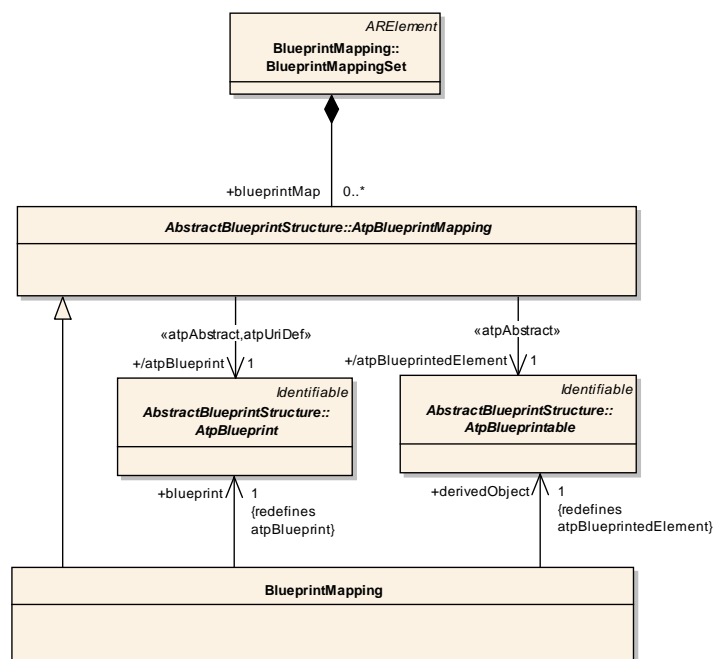 ARElement
BlueprintMapping::
BlueprintMappingSet
+blueprintMap 0..*
AbstractBlueprintStructure::AtpBlueprintMapping
«atpAbstract,atpUriDef»
«atpAbstract»
+/atpBlueprint 1
+/atpBlueprintedElement 1
Identifiable
AbstractBlueprintStructure::
AtpBlueprint
Identifiable
AbstractBlueprintStructure::
AtpBlueprintable
+blueprint 1
{redefines
atpBlueprint}
+derivedObject 1
{redefines
atpBlueprintedElement}
BlueprintMapping